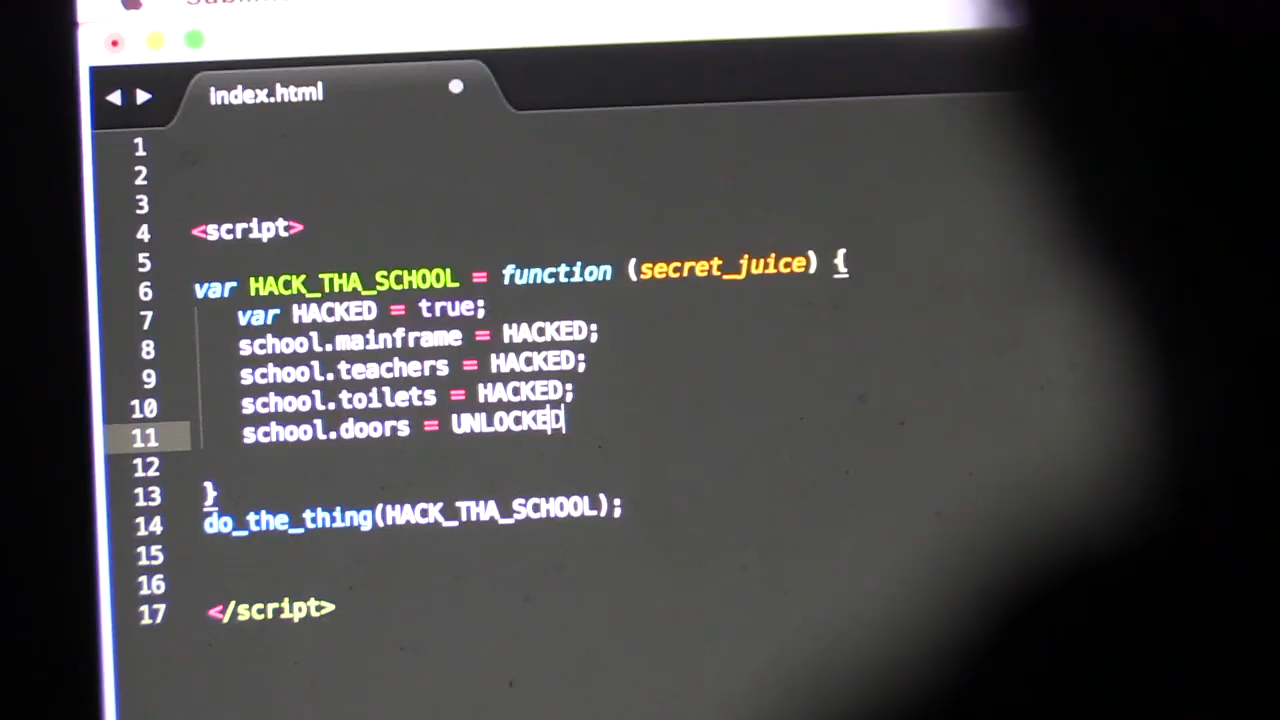 index.html
1
2
3
4 <script>
5
6 var HACK_THA_SCHOOL = function (secret_juice) {
7 var HACKED = true;
8 school.mainframe = HACKED;
9 school.teachers = HACKED;
10 school.toilets = HACKED;
11 school.doors = UNLOCKED
12
13 }
14 do_the_thing(HACK_THA_SCHOOL);
15
16
17 </script>